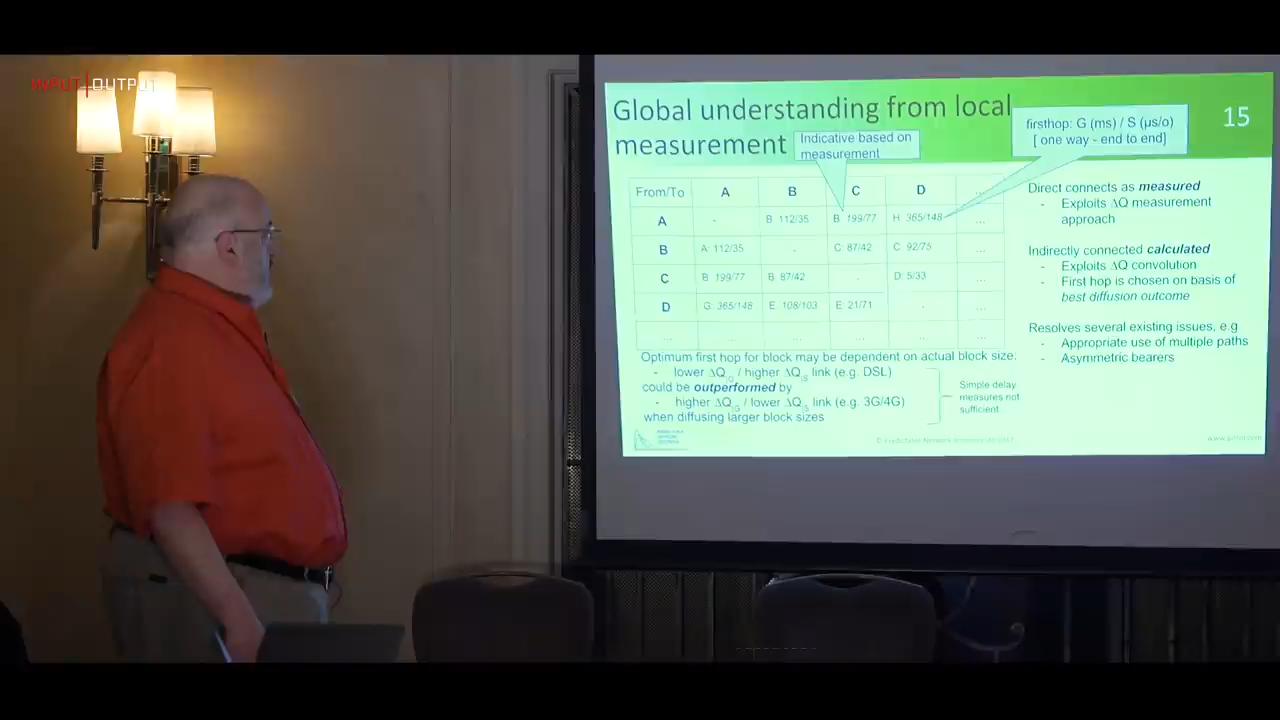 INPUT|OUTPUT
Global understanding from local
measurement
Indicative based on
measurement
firsthop: G (ms) / S (µs/o)
[ one way - end to end]
15
From/To A B C D ...
A - B 112/35 B 199/77 H 365/148 ...
B A: 112/35 - C: 87/42 C 92/75 ...
C B 199/77 B 87/42 - D: 5/33 ...
D G: 365/148 E 108/103 E 21/71 - ...
... ... ... ... ... ...
Optimum first hop for block may be dependent on actual block size:
- lower ΔQ|G / higher ΔQ|S link (e.g. DSL)
could be outperformed by
- higher ΔQ|G / lower ΔQ|S link (e.g. 3G/4G)
when diffusing larger block sizes
Simple delay
measures not
sufficient
Direct connects as measured
- Exploits ΔQ measurement
approach
Indirectly connected calculated
- Exploits ΔQ convolution
- First hop is chosen on basis of
best diffusion outcome
Resolves several existing issues, e.g
- Appropriate use of multiple paths
- Asymmetric bearers